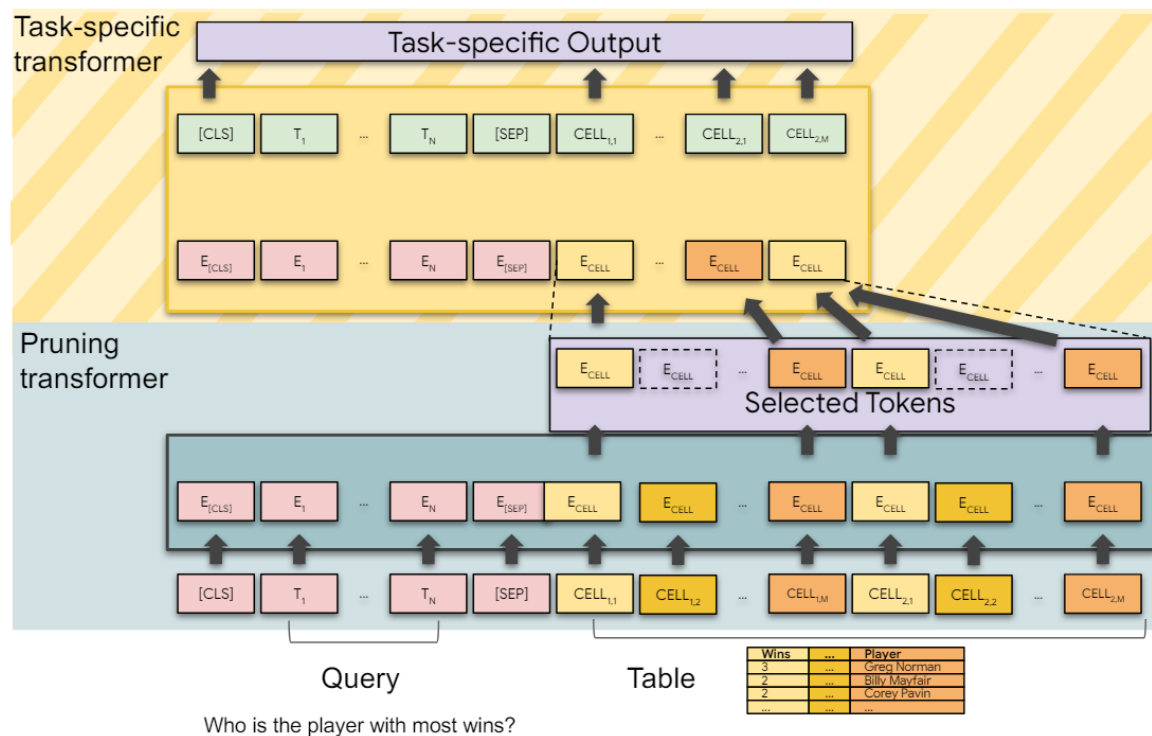 Task-specific transformer
Task-specific Output
[CLS] T1 ... TN [SEP] CELL1,1 ... CELL2,1 CELL2,M
E[CLS] E1 ... EN E[SEP] ECELL ... ECELL ECELL
Pruning transformer
ECELL ECELL ... ECELL ECELL ECELL ... ECELL
Selected Tokens
E[CLS] E1 ... EN E[SEP] ECELL ECELL ... ECELL ECELL ECELL ... ECELL
[CLS] T1 ... TN [SEP] CELL1,1 CELL1,2 ... CELL1,M CELL2,1 CELL2,2 ... CELL2,M
Query
Table
Wins ... Player
3 ... Greg Norman
2 ... Billy Mayfair
2 ... Corey Pavin
... ... ...
Who is the player with most wins?